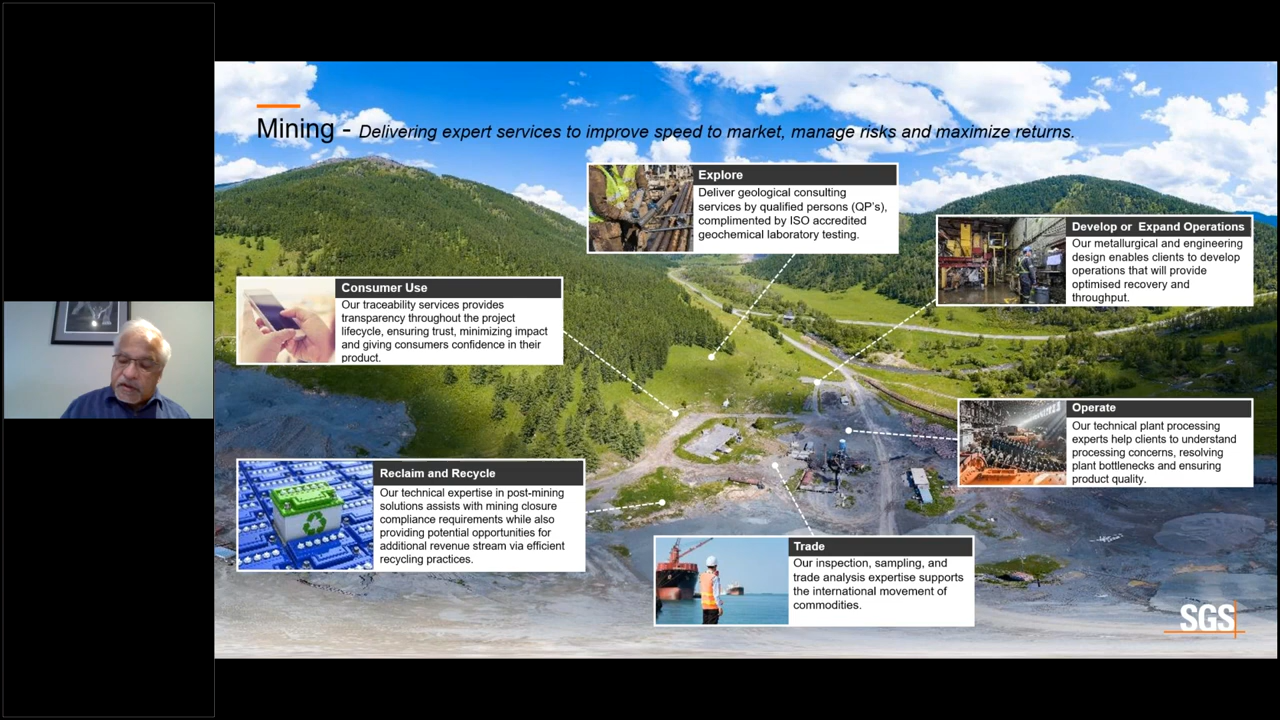 Mining - Delivering expert services to improve speed to market, manage risks and maximize returns.
Explore
Deliver geological consulting
services by qualified persons (QP's),
complimented by ISO accredited
geochemical laboratory testing.
Develop or Expand Operations
Our metallurgical and engineering
design enables clients to develop
operations that will provide
optimised recovery and
throughput.
Consumer Use
Our traceability services provides
transparency throughout the project
lifecycle, ensuring trust, minimizing impact
and giving consumers confidence in their
product.
Operate
Our technical plant processing
experts help clients to understand
processing concerns, resolving
plant bottlenecks and ensuring
product quality.
Reclaim and Recycle
Our technical expertise in post-mining
solutions assists with mining closure
compliance requirements while also
providing potential opportunities for
additional revenue stream via efficient
recycling practices.
Trade
Our inspection, sampling, and
trade analysis expertise supports
the international movement of
commodities.
SGS